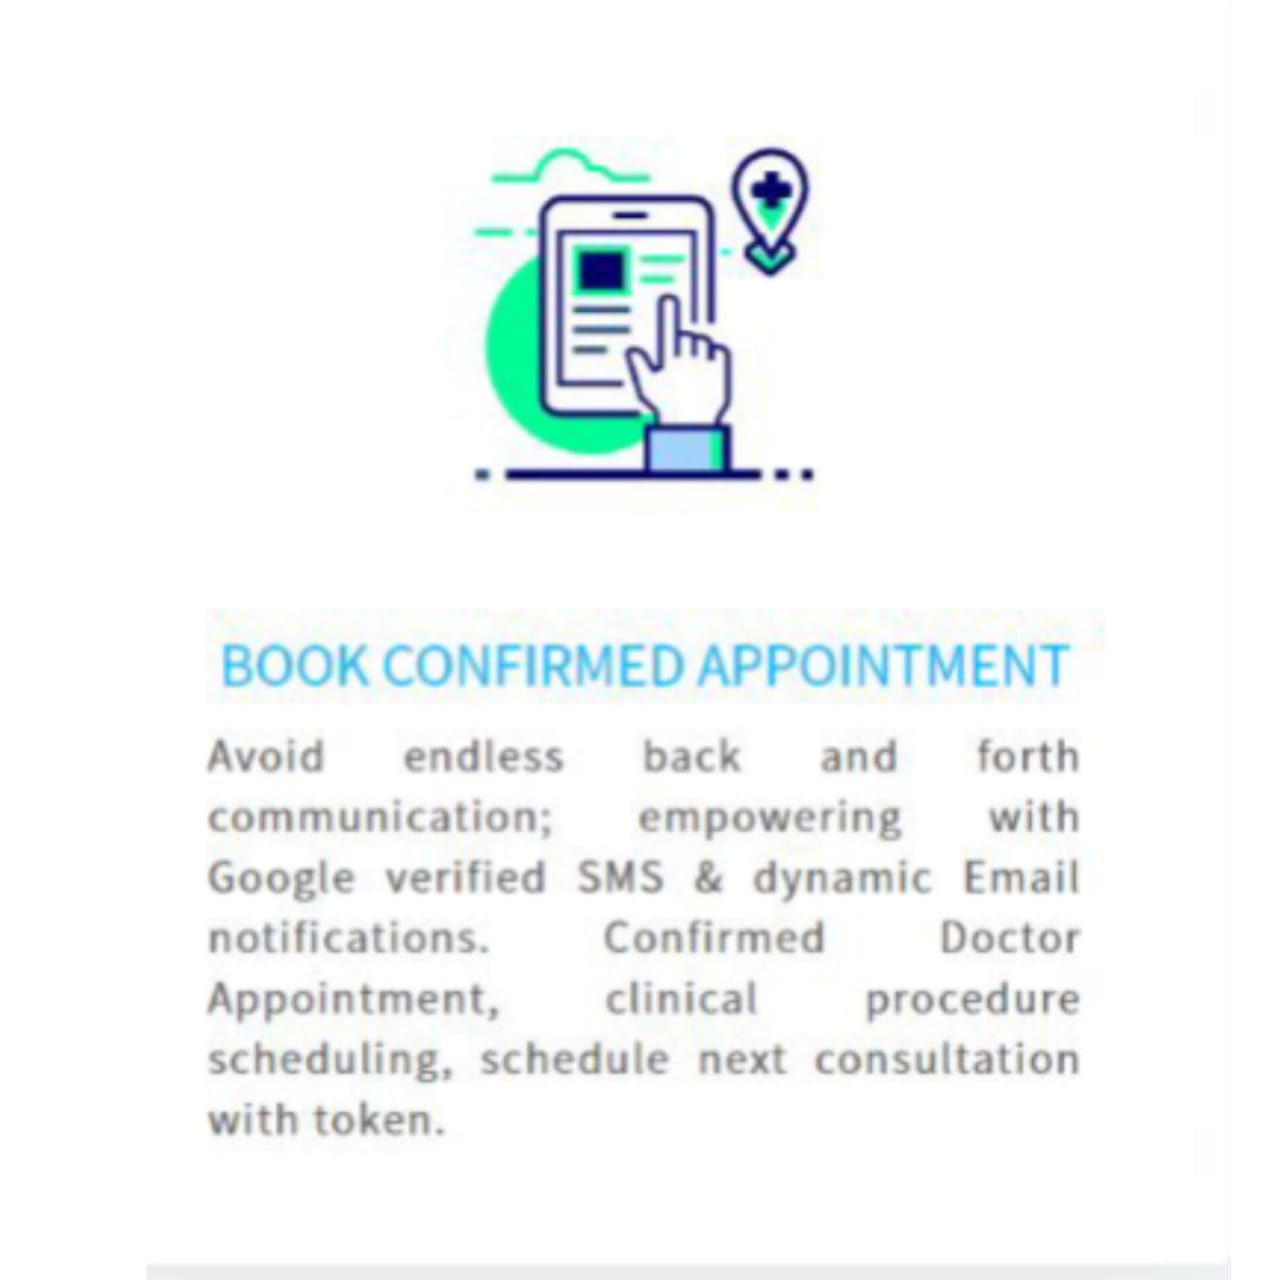 BOOK CONFIRMED APPOINTMENT
Avoid endless back and forth
communication; empowering with
Google verified SMS & dynamic Email
notifications. Confirmed Doctor
Appointment, clinical procedure
scheduling, schedule next consultation
with token.